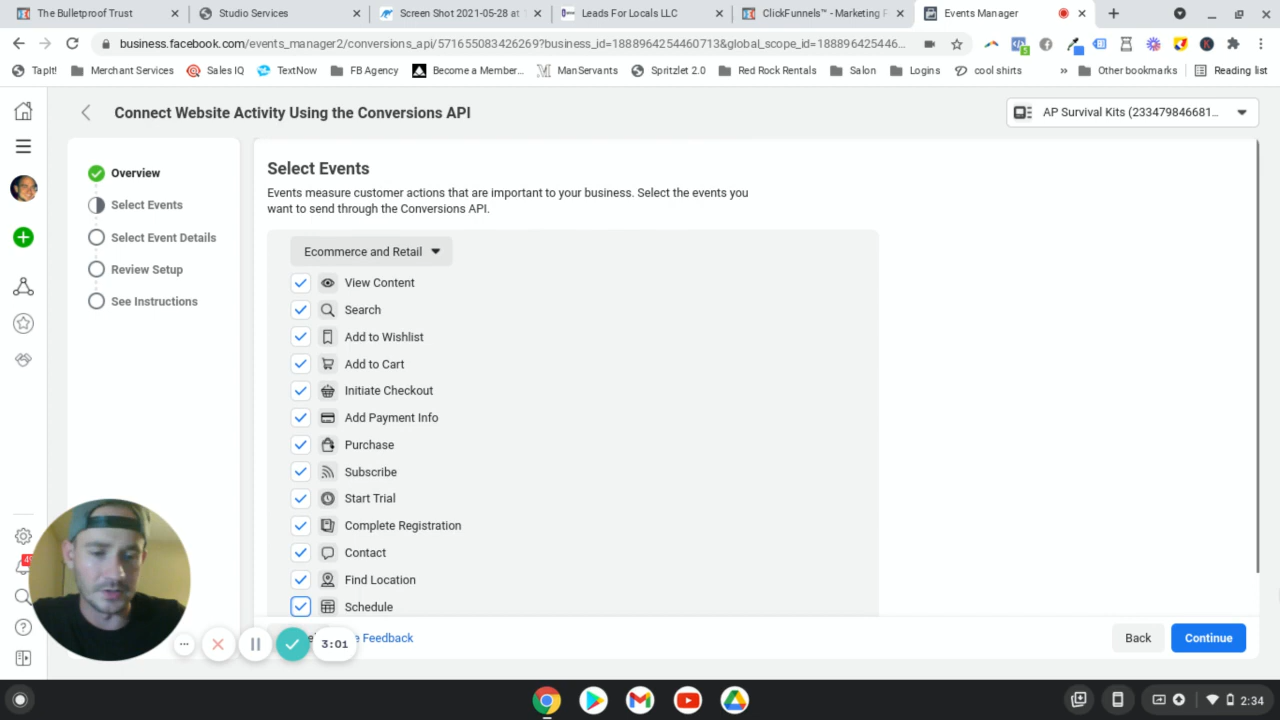 The Bulletproof Trust
Studio Services
Screen Shot 2021-05-28 at
Leads For Locals LLC
ClickFunnels™ - Marketing F
Events Manager
business.facebook.com/events_manager2/conversions_api/571655083426269?business_id=1888964254460713&global_scope_id=18889642544б...
TapIt!
Merchant Services
Sales IQ
TextNow
FB Agency
Become a Member...
ManServants
Spritzlet 2.0
Red Rock Rentals
Salon
Logins
cool shirts
»
Other bookmarks
Reading list
Connect Website Activity Using the Conversions API
AP Survival Kits (233479846681...
Overview
Select Events
Select Event Details
Review Setup
See Instructions
Select Events
Events measure customer actions that are important to your business. Select the events you
want to send through the Conversions API.
Ecommerce and Retail
View Content
Search
Add to Wishlist
Add to Cart
Initiate Checkout
Add Payment Info
Purchase
Subscribe
Start Trial
Complete Registration
Contact
Find Location
Schedule
Feedback
Back
Continue
3:01
2:34